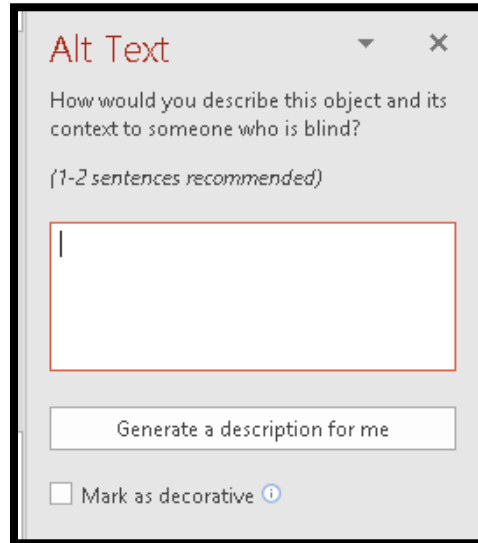 Alt Text
How would you describe this object and its
context to someone who is blind?
(1-2 sentences recommended)
Generate a description for me
Mark as decorative